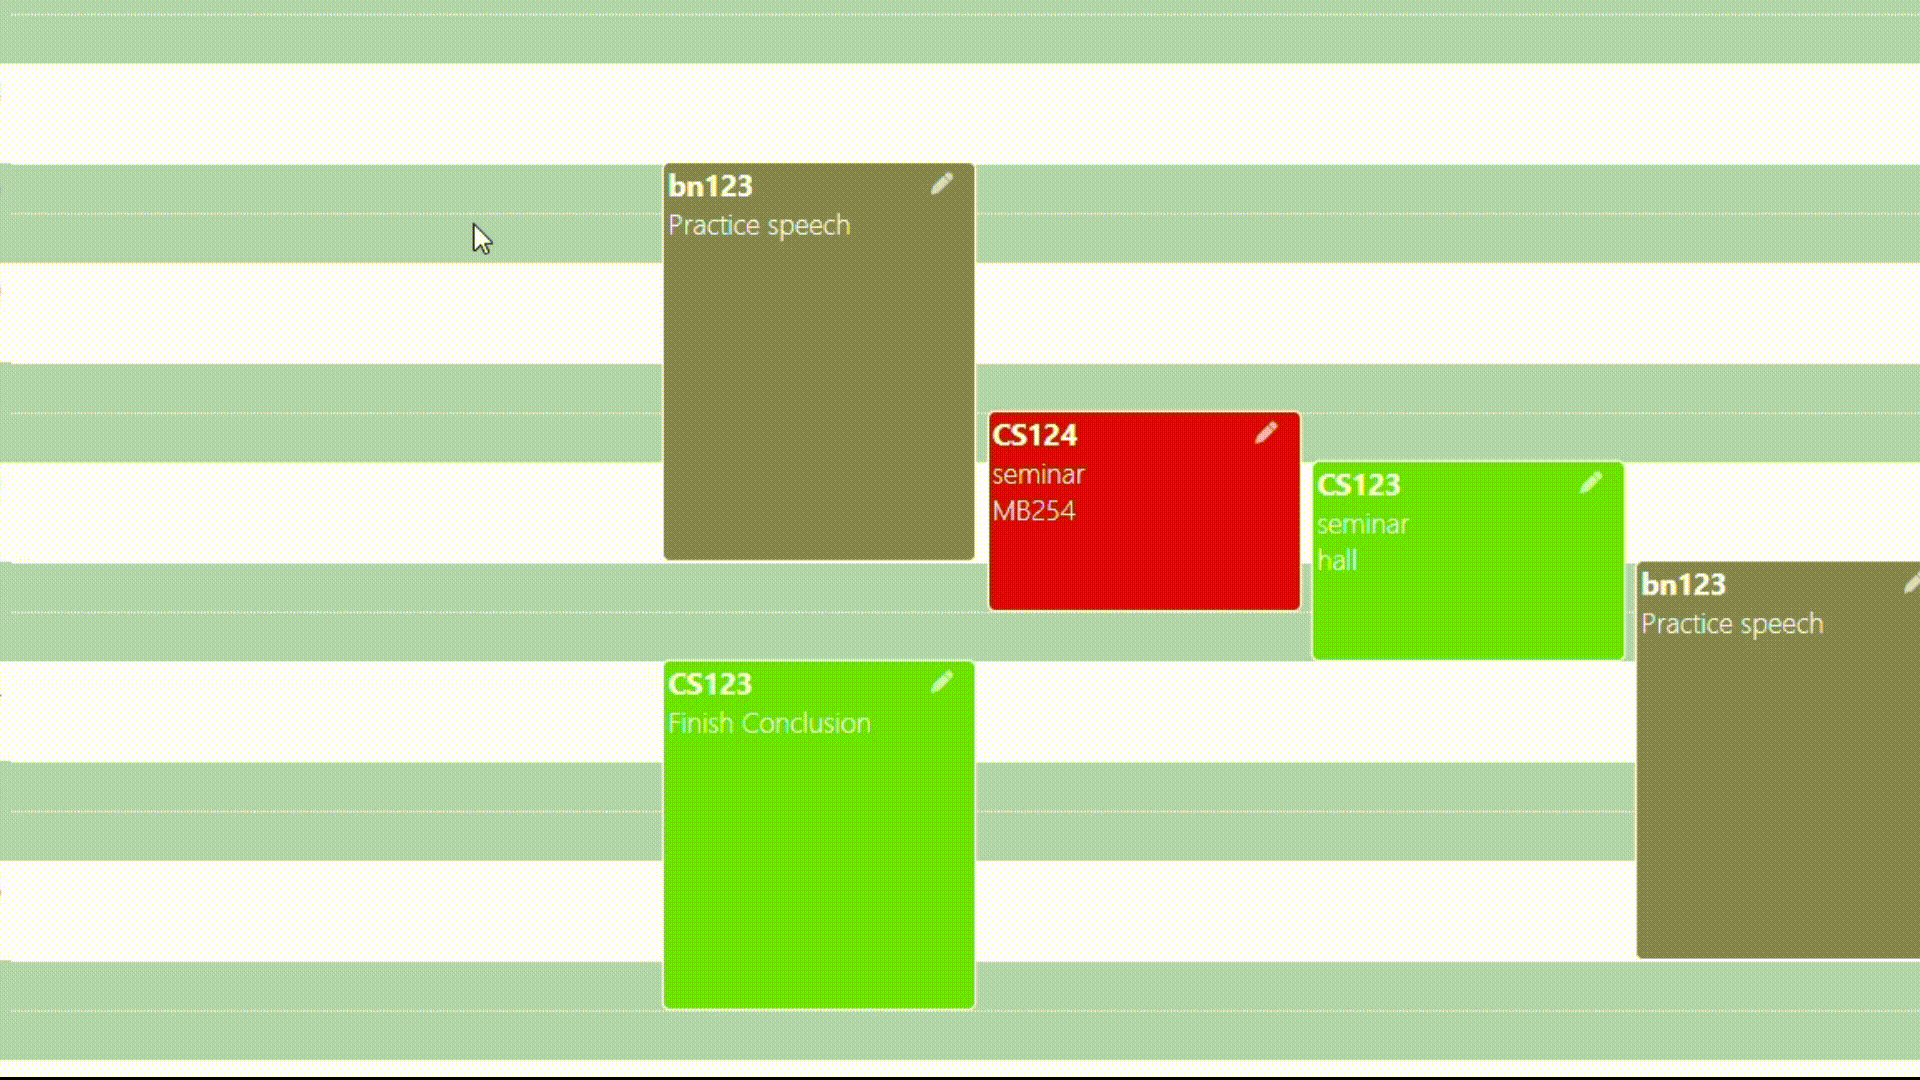 bn123
Practice speech
CS124
seminar
MB254
CS123
seminar
hall
bn123
Practice speech
CS123
Finish Conclusion